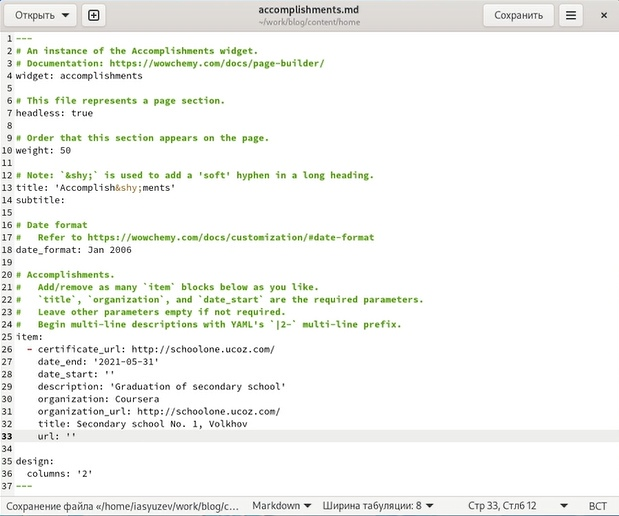 Открыть
accomplishments.md
~/work/blog/content/home
Сохранить
1 ---
2 # An instance of the Accomplishments widget.
3 # Documentation: https://wowchemy.com/docs/page-builder/
4 widget: accomplishments
5
6 # This file represents a page section.
7 headless: true
8
9 # Order that this section appears on the page.
10 weight: 50
11
12 # Note: `&shy;` is used to add a 'soft' hyphen in a long heading.
13 title: 'Accomplish&shy;ments'
14 subtitle:
15
16 # Date format
17 #   Refer to https://wowchemy.com/docs/customization/#date-format
18 date_format: Jan 2006
19
20 # Accomplishments.
21 #   Add/remove as many `item` blocks below as you like.
22 #   `title`, `organization`, and `date_start` are the required parameters.
23 #   Leave other parameters empty if not required.
24 #   Begin multi-line descriptions with YAML's `|2-` multi-line prefix.
25 item:
26   - certificate_url: http://schoolone.ucoz.com/
27     date_end: '2021-05-31'
28     date_start: ''
29     description: 'Graduation of secondary school'
30     organization: Coursera
31     organization_url: http://schoolone.ucoz.com/
32     title: Secondary school No. 1, Volkhov
33     url: ''
34
35 design:
36   columns: '2'
37 ---
Сохранение файла «/home/iasyuzev/work/blog/c... Markdown Ширина табуляции: 8 Стр 33, Стлб 12 ВСТ